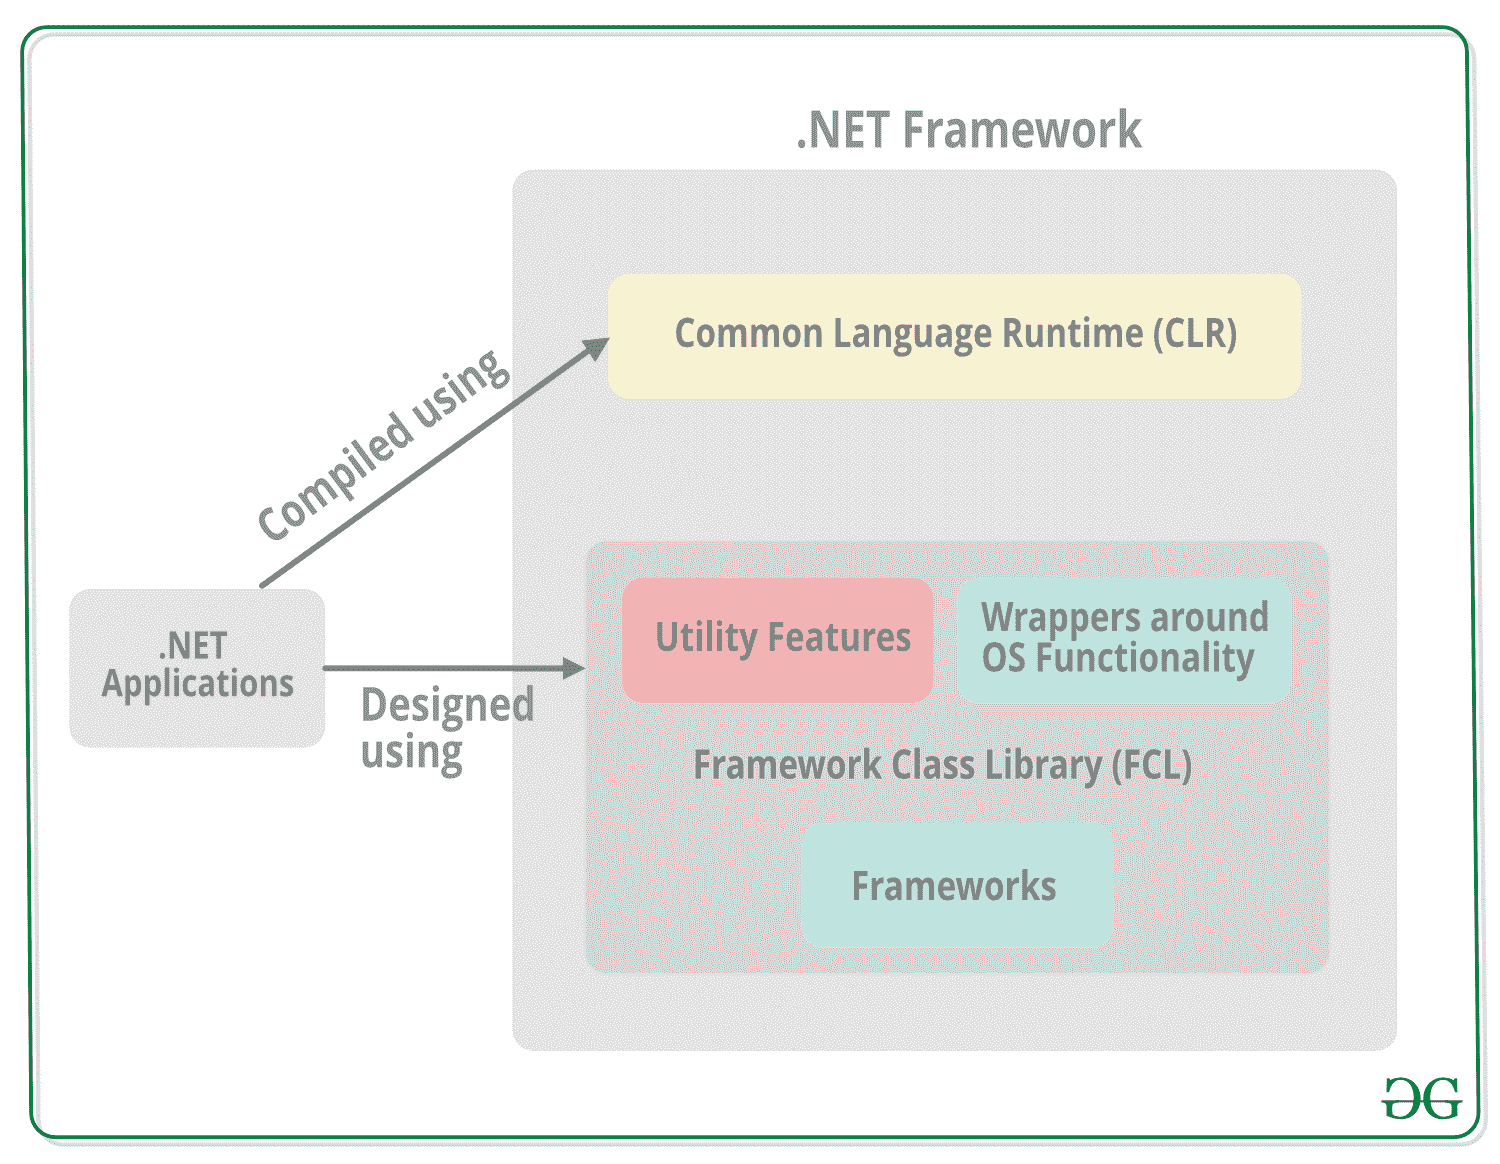 .NET Framework
Common Language Runtime (CLR)
Compiled using
.NET
Applications
Designed
using
Utility Features
Wrappers around
OS Functionality
Framework Class Library (FCL)
Frameworks